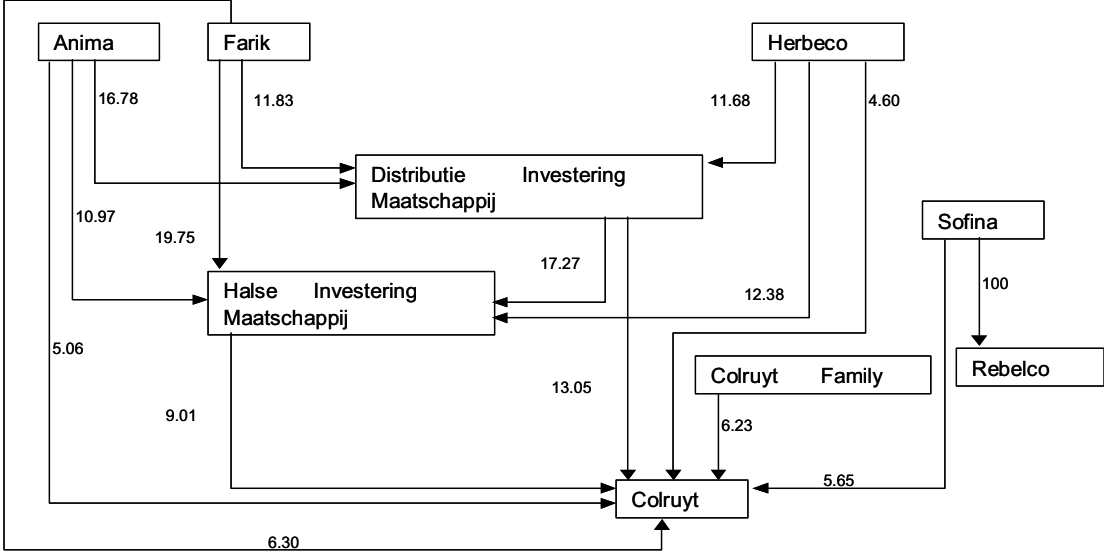 Anima
Farik
Herbeco
16.78
11.83
11.68
4.60
Distributie Investering
Maatschappij
10.97
19.75
Sofina
17.27
Halse Investering
Maatschappij
12.38
100
5.06
Rebelco
Colruyt Family
13.05
9.01
6.23
5.65
Colruyt
6.30